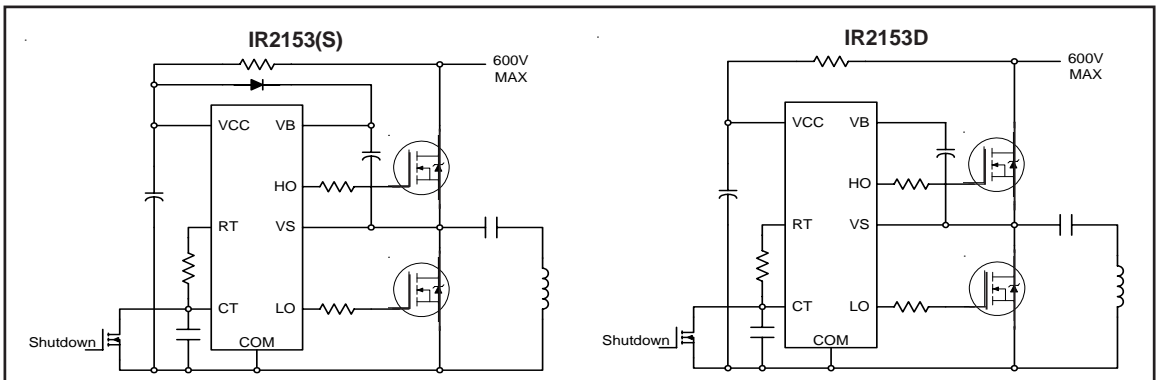 IR2153(S)
600V
MAX
VCC VB
HO
RT VS
CT LO
COM
Shutdown
IR2153D
600V
MAX
VCC VB
HO
RT VS
CT LO
COM
Shutdown